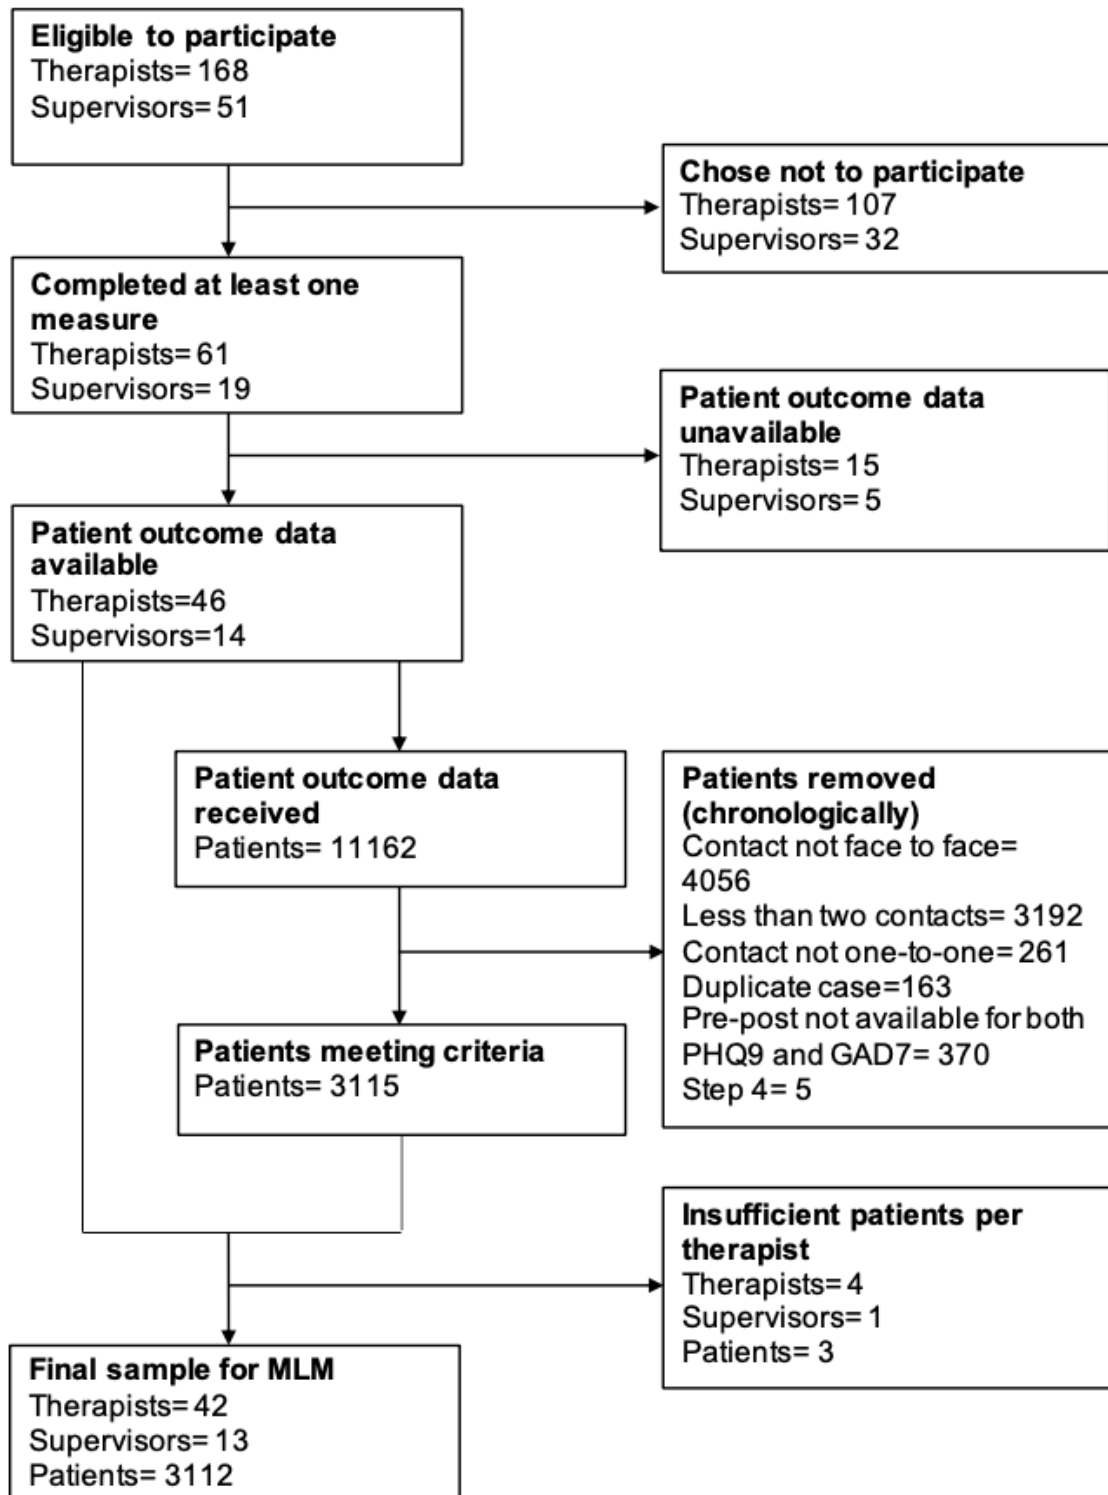 Eligible to participate
Therapists= 168
Supervisors= 51
Chose not to participate
Therapists= 107
Supervisors= 32
Completed at least one
measure
Therapists= 61
Supervisors= 19
Patient outcome data
unavailable
Therapists= 15
Supervisors= 5
Patient outcome data
available
Therapists=46
Supervisors=14
Patient outcome data
received
Patients= 11162
Patients removed
(chronologically)
Contact not face to face=
4056
Less than two contacts= 3192
Contact not one-to-one= 261
Duplicate case=163
Pre-post not available for both
PHQ9 and GAD7= 370
Step 4= 5
Patients meeting criteria
Patients= 3115
Insufficient patients per
therapist
Therapists= 4
Supervisors= 1
Patients= 3
Final sample for MLM
Therapists= 42
Supervisors= 13
Patients= 3112